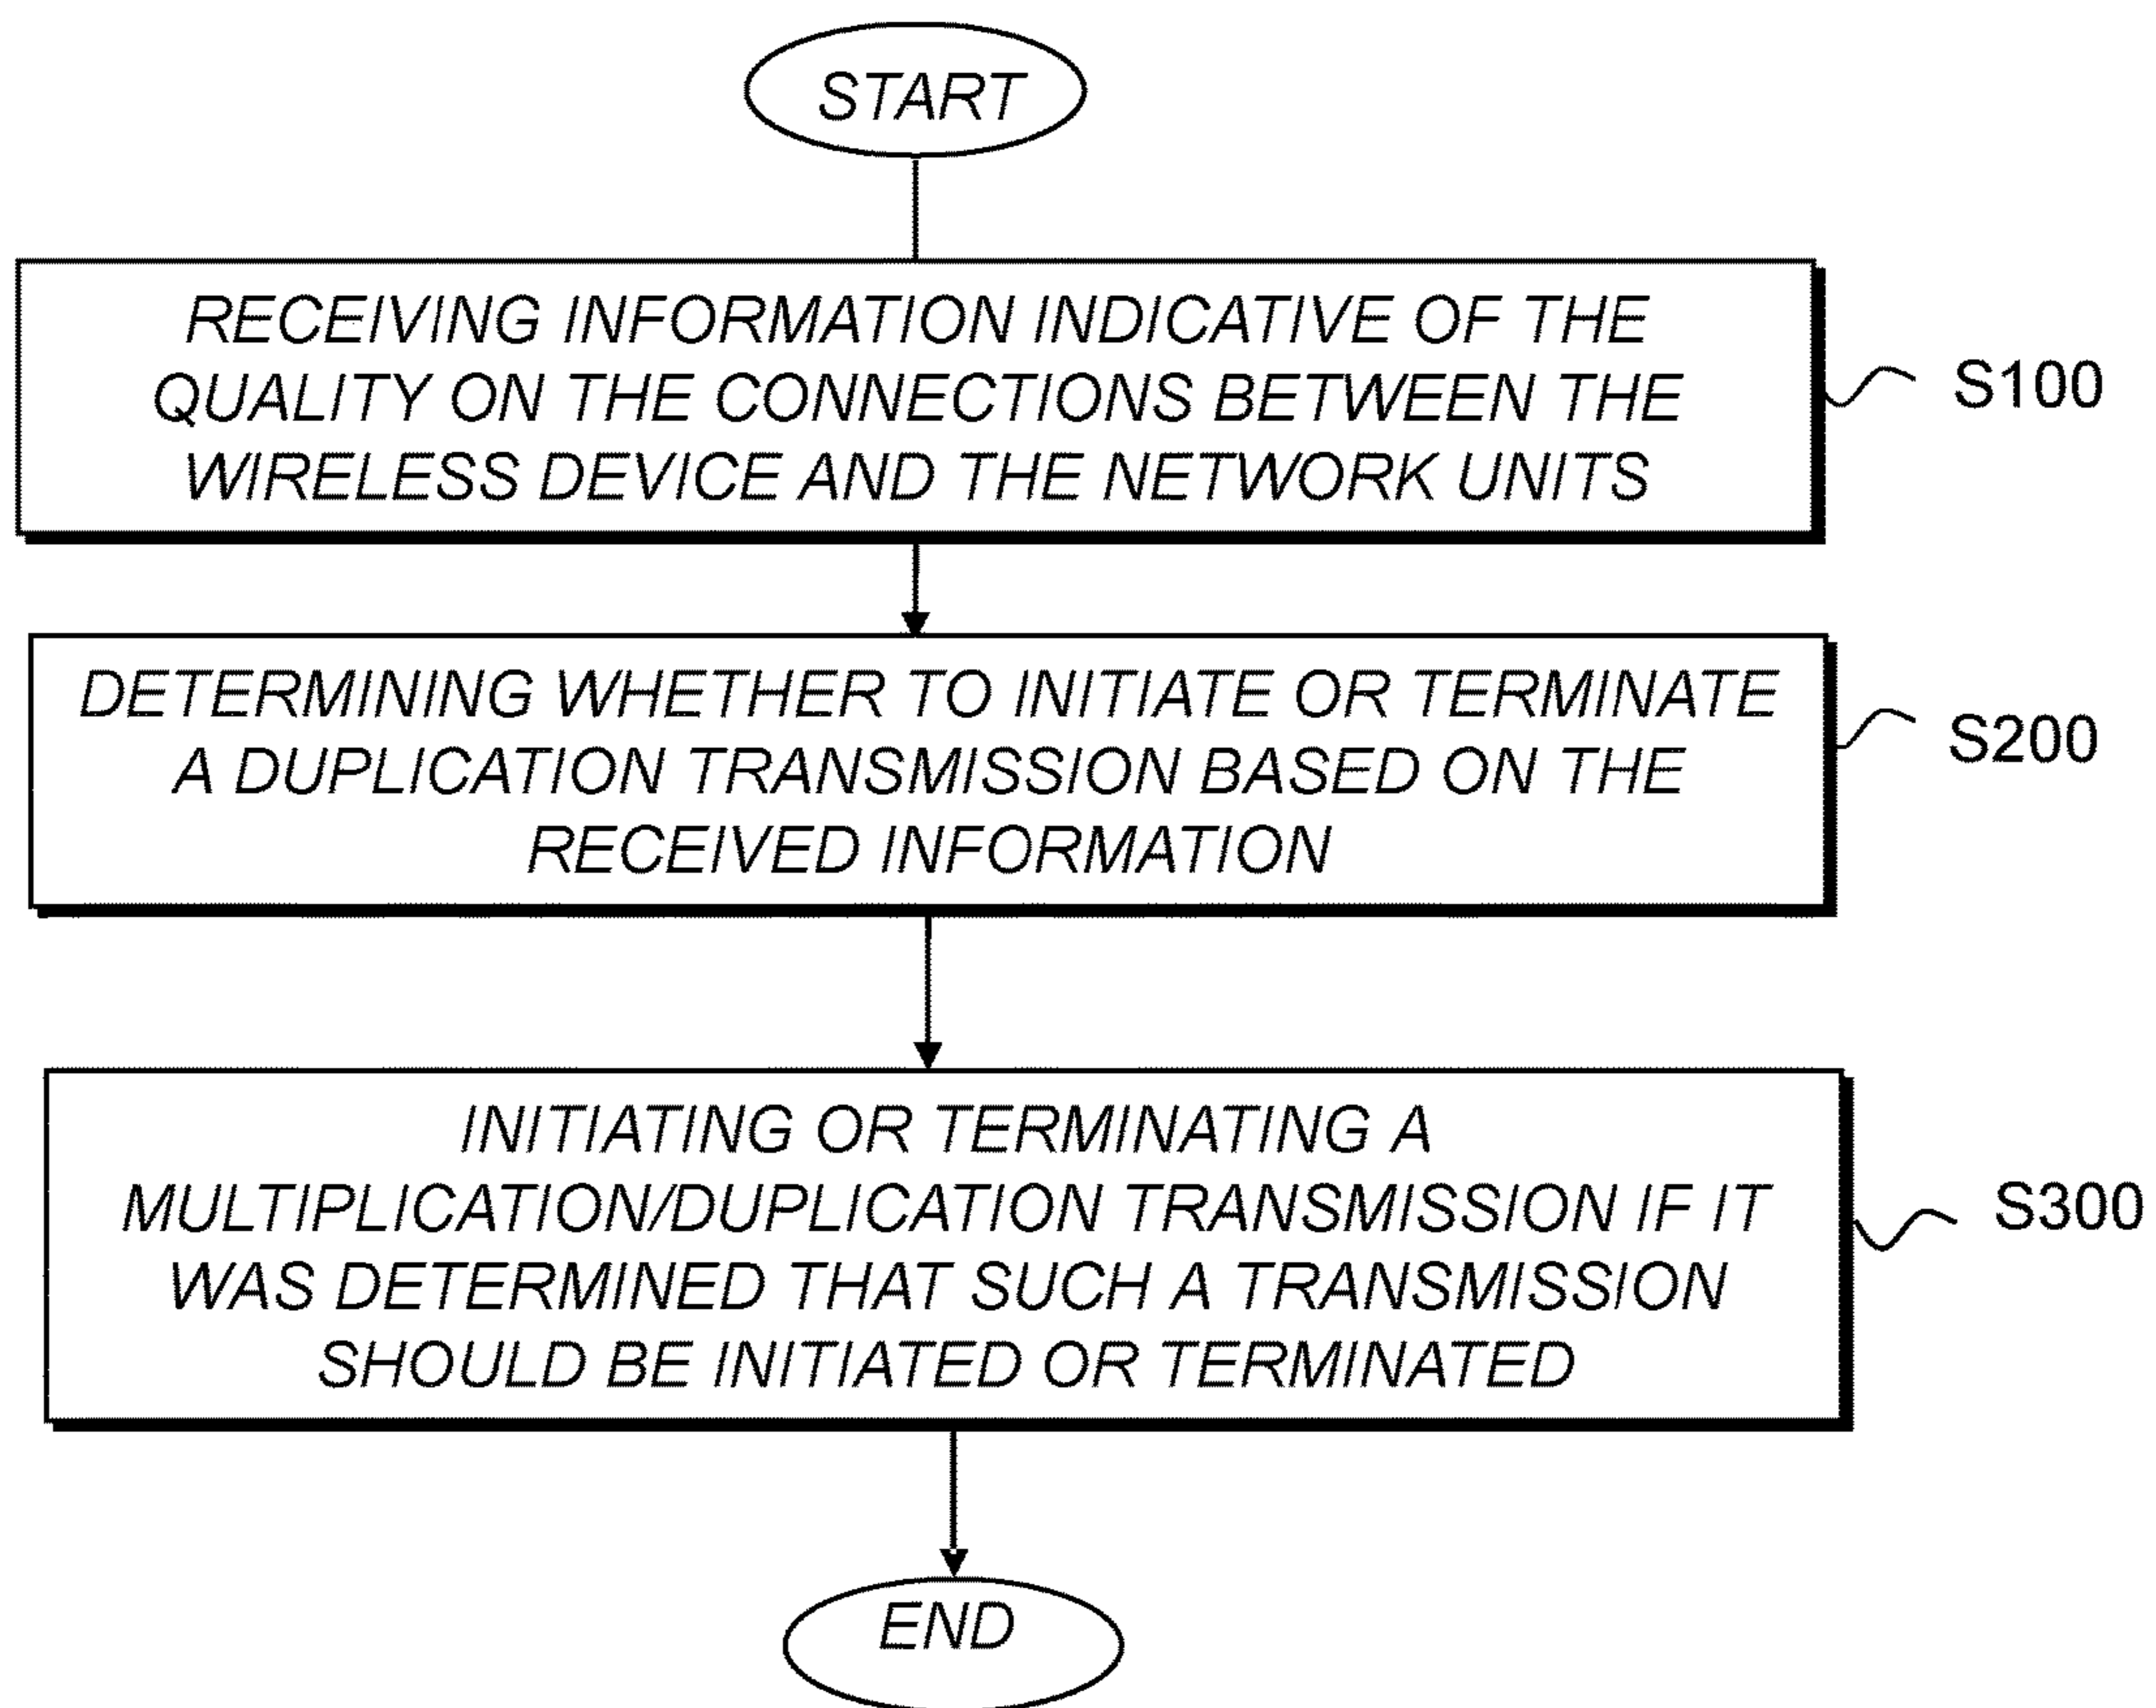 START
RECEIVING INFORMATION INDICATIVE OF THE
QUALITY ON THE CONNECTIONS BETWEEN THE
WIRELESS DEVICE AND THE NETWORK UNITS
S100
DETERMINING WHETHER TO INITIATE OR TERMINATE
A DUPLICATION TRANSMISSION BASED ON THE
RECEIVED INFORMATION
S200
INITIATING OR TERMINATING A
MULTIPLICATION/DUPLICATION TRANSMISSION IF IT
WAS DETERMINED THAT SUCH A TRANSMISSION
SHOULD BE INITIATED OR TERMINATED
S300
END